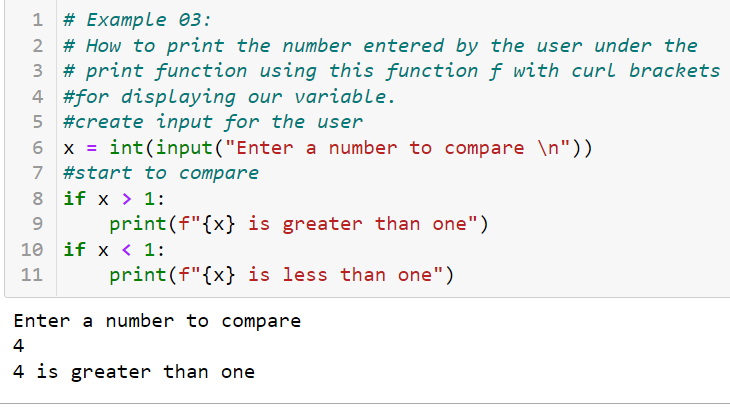 1 # Example 03:
2 # How to print the number entered by the user under the
3 # print function using this function f with curl brackets
4 #for displaying our variable.
5 #create input for the user
6 x = int(input("Enter a number to compare \n"))
7 #start to compare
8 if x > 1:
9     print(f"{x} is greater than one")
10 if x < 1:
11     print(f"{x} is less than one")
Enter a number to compare
4
4 is greater than one